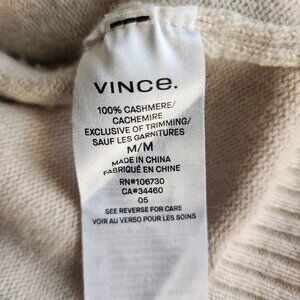 VINCE.
100% CASHMERE/
CACHEMIRE
EXCLUSIVE OF TRIMMING/
SAUF LES GARNITURES
M/M
MADE IN CHINA
FABRIQUÉ EN CHINE
RN#106730
CA#34460
05
SEE REVERSE FOR CARE
VOIR AU VERSO POUR LES SOINS